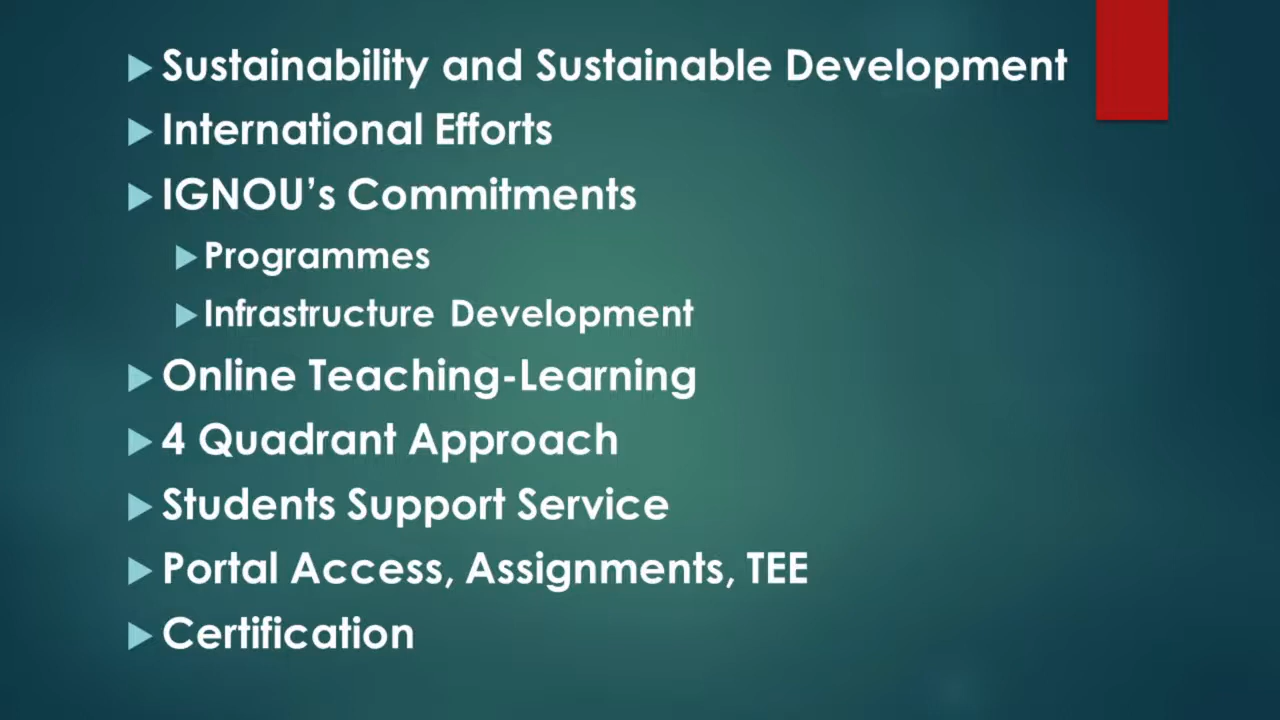 Sustainability and Sustainable Development
International Efforts
IGNOU’s Commitments
Programmes
Infrastructure Development
Online Teaching-Learning
4 Quadrant Approach
Students Support Service
Portal Access, Assignments, TEE
Certification